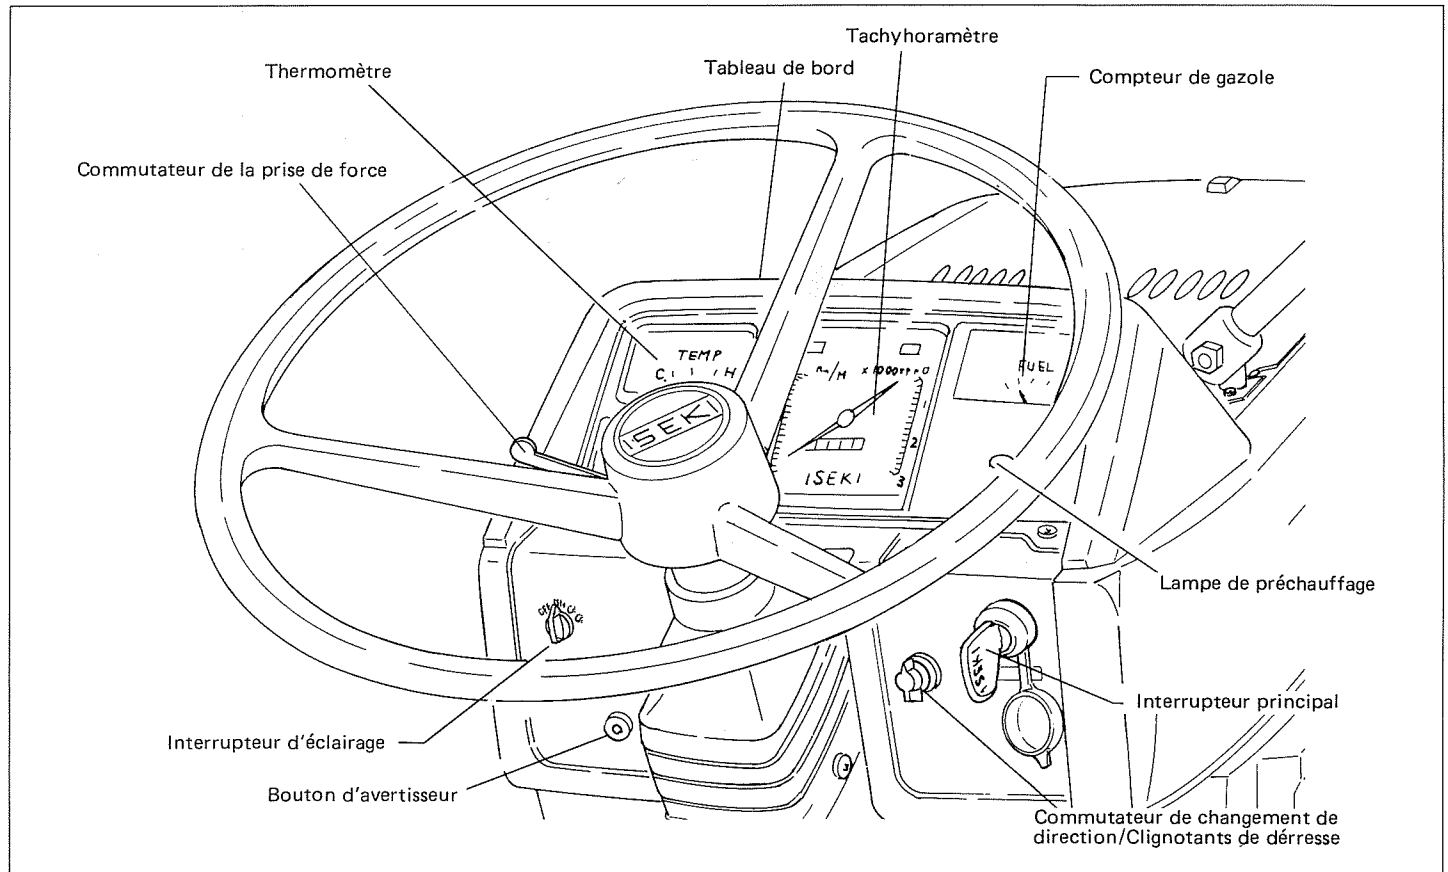 Tachyhoramètre
Thermomètre
Tableau de bord
Compteur de gazole
Commutateur de la prise de force
TEMP
C H
FUEL
ISEKI
2
ISEKI
3
Lampe de préchauffage
OFF
Interrupteur principal
Interrupteur d'éclairage
Bouton d'avertisseur
Commutateur de changement de
direction/Clignotants de dérresse